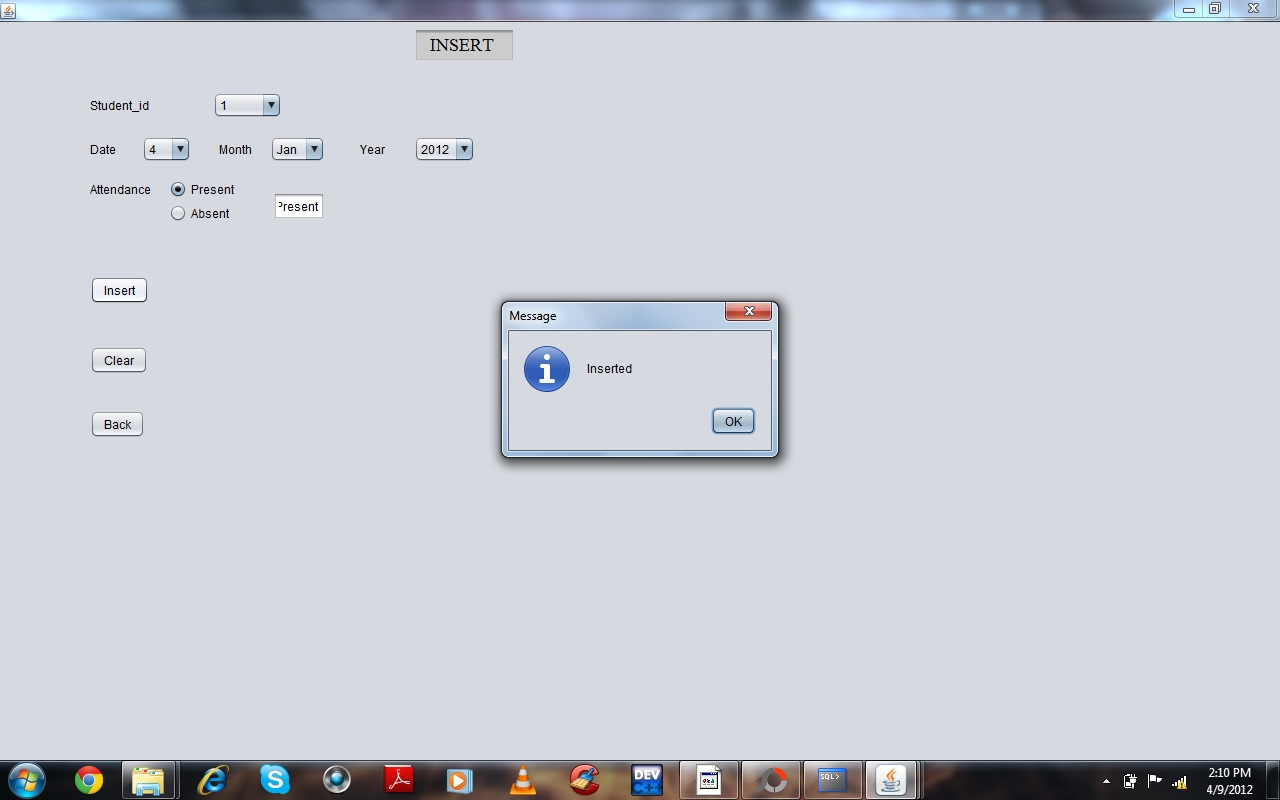 INSERT
Student_id 1
Date 4 Month Jan Year 2012
Attendance Present
Absent Present
Insert
Message
Inserted
Clear
OK
Back
DEV C++
SQL>
2:10 PM
4/9/2012